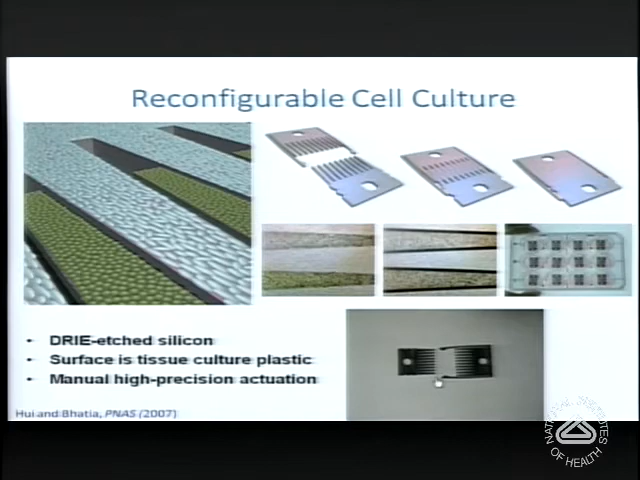 Reconfigurable Cell Culture
• DRIE-etched silicon
• Surface is tissue culture plastic
• Manual high-precision actuation
Hui and Bhatia, PNAS (2007)
NATIONAL INSTITUTES
OF HEALTH